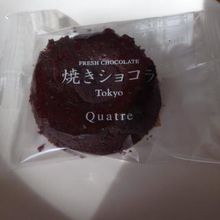 FRESH CHOCOLATE
焼きショコラ
Tokyo
Quatre